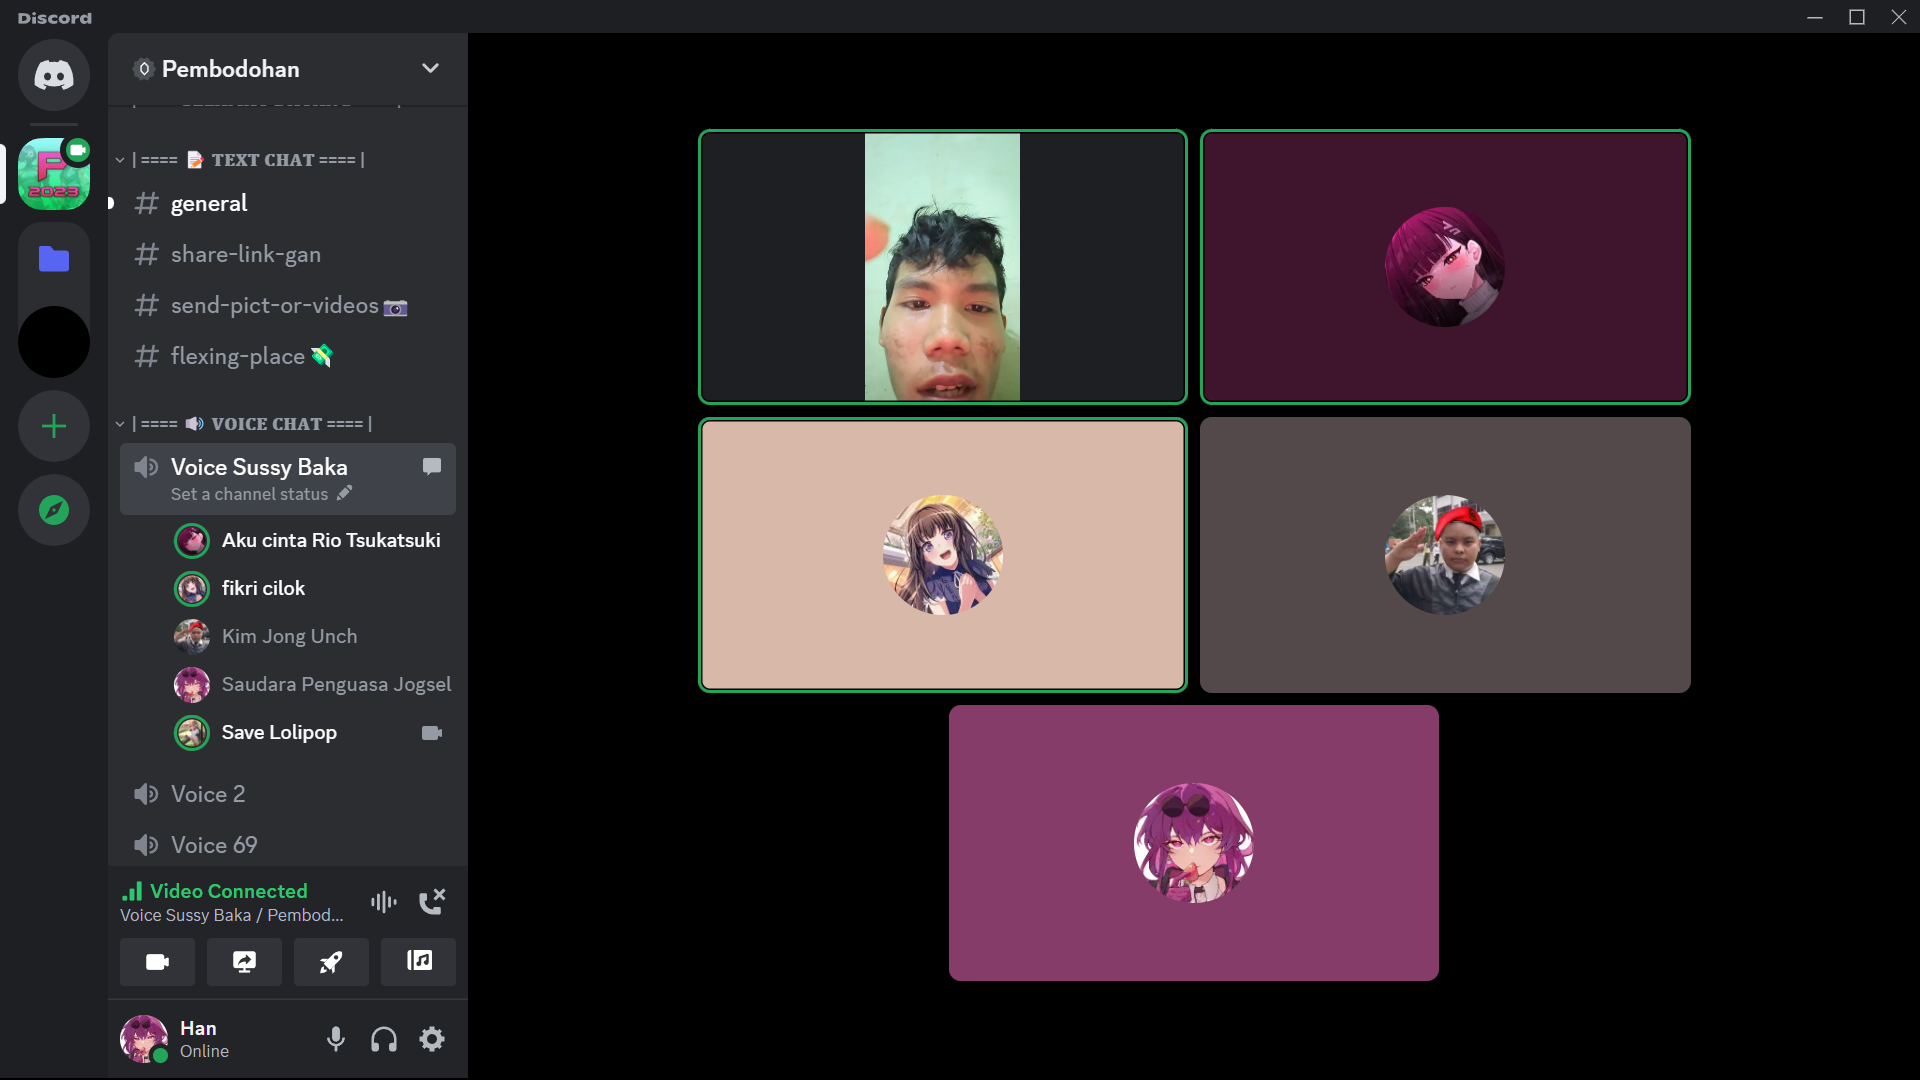 Discord
Pembodohan
P
2023
| ==== 📝 TEXT CHAT ==== |
general
share-link-gan
send-pict-or-videos📷
flexing-place💸
| ==== 🔊 VOICE CHAT ==== |
Voice Sussy Baka
Set a channel status
Aku cinta Rio Tsukatsuki
fikri cilok
Kim Jong Unch
Saudara Penguasa Jogsel
Save Lolipop
Voice 2
Voice 69
Video Connected
Voice Sussy Baka / Pembod...
Han
Online